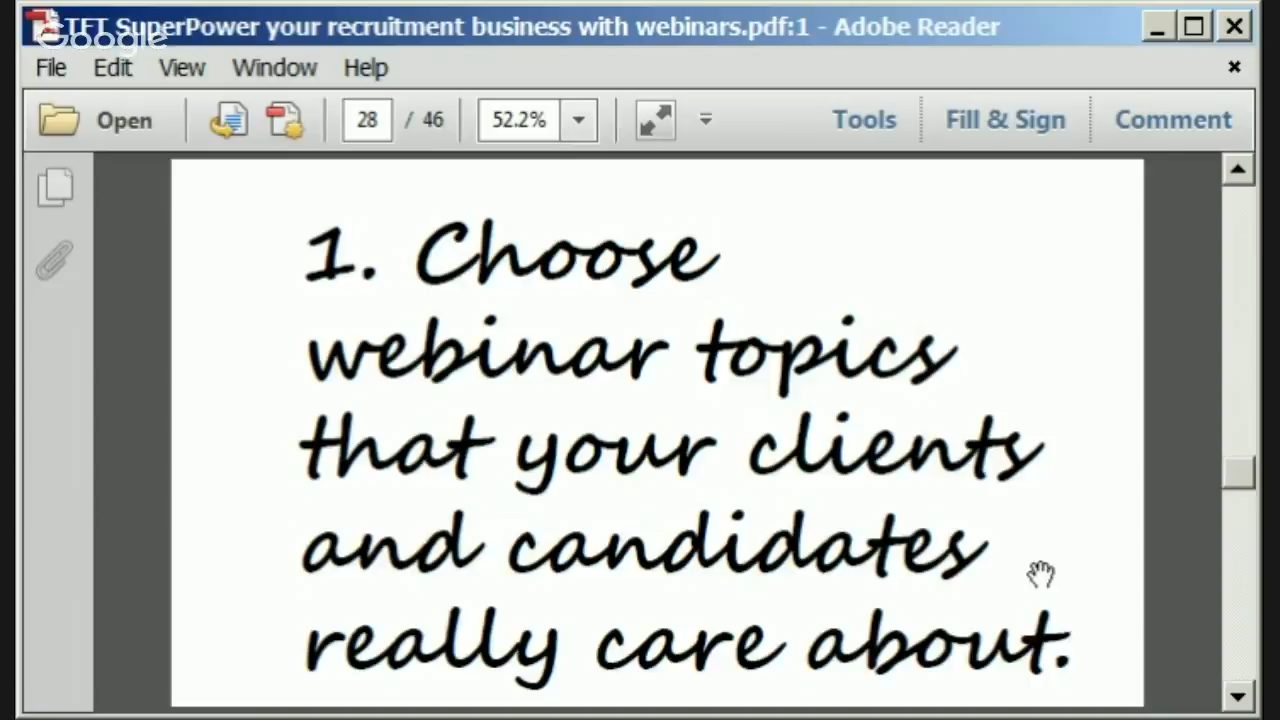 TFT SuperPower your recruitment business with webinars.pdf:1 - Adobe Reader
Google
File Edit View Window Help
Open 28 / 46 52.2% Tools Fill & Sign Comment
1. Choose
webinar topics
that your clients
and candidates
really care about.